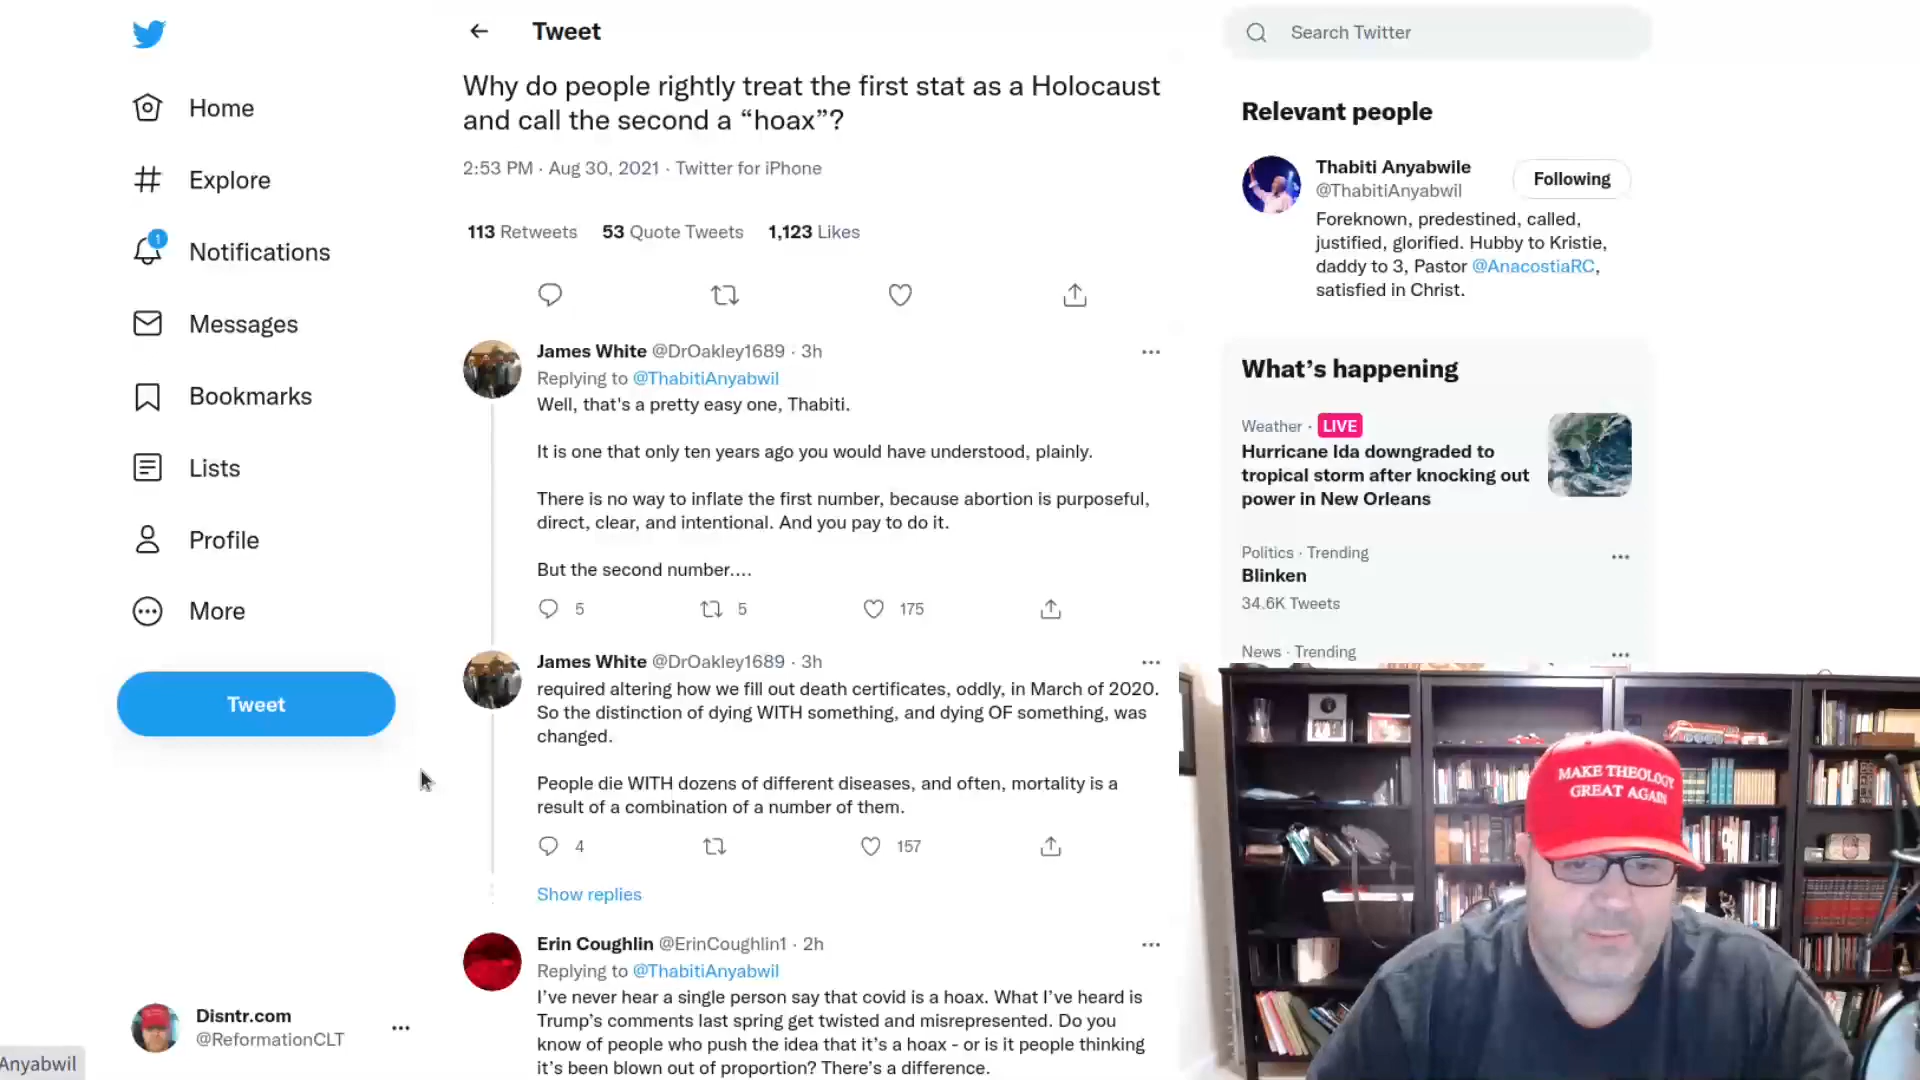 Home
Explore
1
Notifications
Messages
Bookmarks
Lists
Profile
More
Tweet
Disntr.com
@ReformationCLT
Anyabwil
Tweet
Why do people rightly treat the first stat as a Holocaust
and call the second a “hoax”?
2:53 PM · Aug 30, 2021 · Twitter for iPhone
113 Retweets 53 Quote Tweets 1,123 Likes
James White @DrOakley1689 · 3h
Replying to @ThabitiAnyabwil
Well, that's a pretty easy one, Thabiti.
It is one that only ten years ago you would have understood, plainly.
There is no way to inflate the first number, because abortion is purposeful,
direct, clear, and intentional. And you pay to do it.
But the second number....
5 5 175
James White @DrOakley1689 · 3h
required altering how we fill out death certificates, oddly, in March of 2020.
So the distinction of dying WITH something, and dying OF something, was
changed.
People die WITH dozens of different diseases, and often, mortality is a
result of a combination of a number of them.
4 157
Show replies
Erin Coughlin @ErinCoughlin1 · 2h
Replying to @ThabitiAnyabwil
I’ve never hear a single person say that covid is a hoax. What I’ve heard is
Trump’s comments last spring get twisted and misrepresented. Do you
know of people who push the idea that it’s a hoax - or is it people thinking
it’s been blown out of proportion? There’s a difference.
Search Twitter
Relevant people
Thabiti Anyabwile
@ThabitiAnyabwil
Following
Foreknown, predestined, called,
justified, glorified. Hubby to Kristie,
daddy to 3, Pastor @AnacostiaRC,
satisfied in Christ.
What’s happening
Weather · LIVE
Hurricane Ida downgraded to
tropical storm after knocking out
power in New Orleans
Politics · Trending
Blinken
34.6K Tweets
News · Trending
MAKE THEOLOGY
GREAT AGAIN